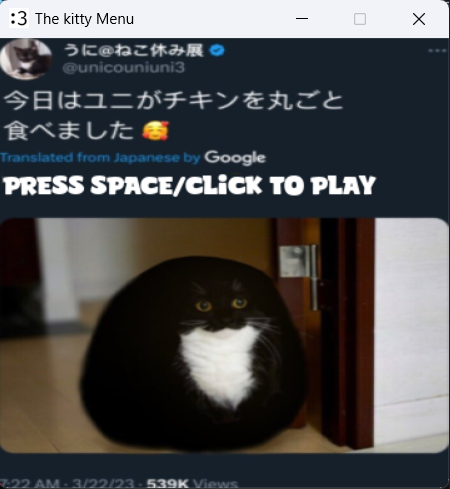 :3 The kitty Menu
うに@ねこ休み展
@unicouniuni3
今日はユニがチキンを丸ごと
食べました 🥰
Translated from Japanese by Google
PRESS SPACE/CLiCK TO PLAY
7:22 AM · 3/22/23 · 539K Views